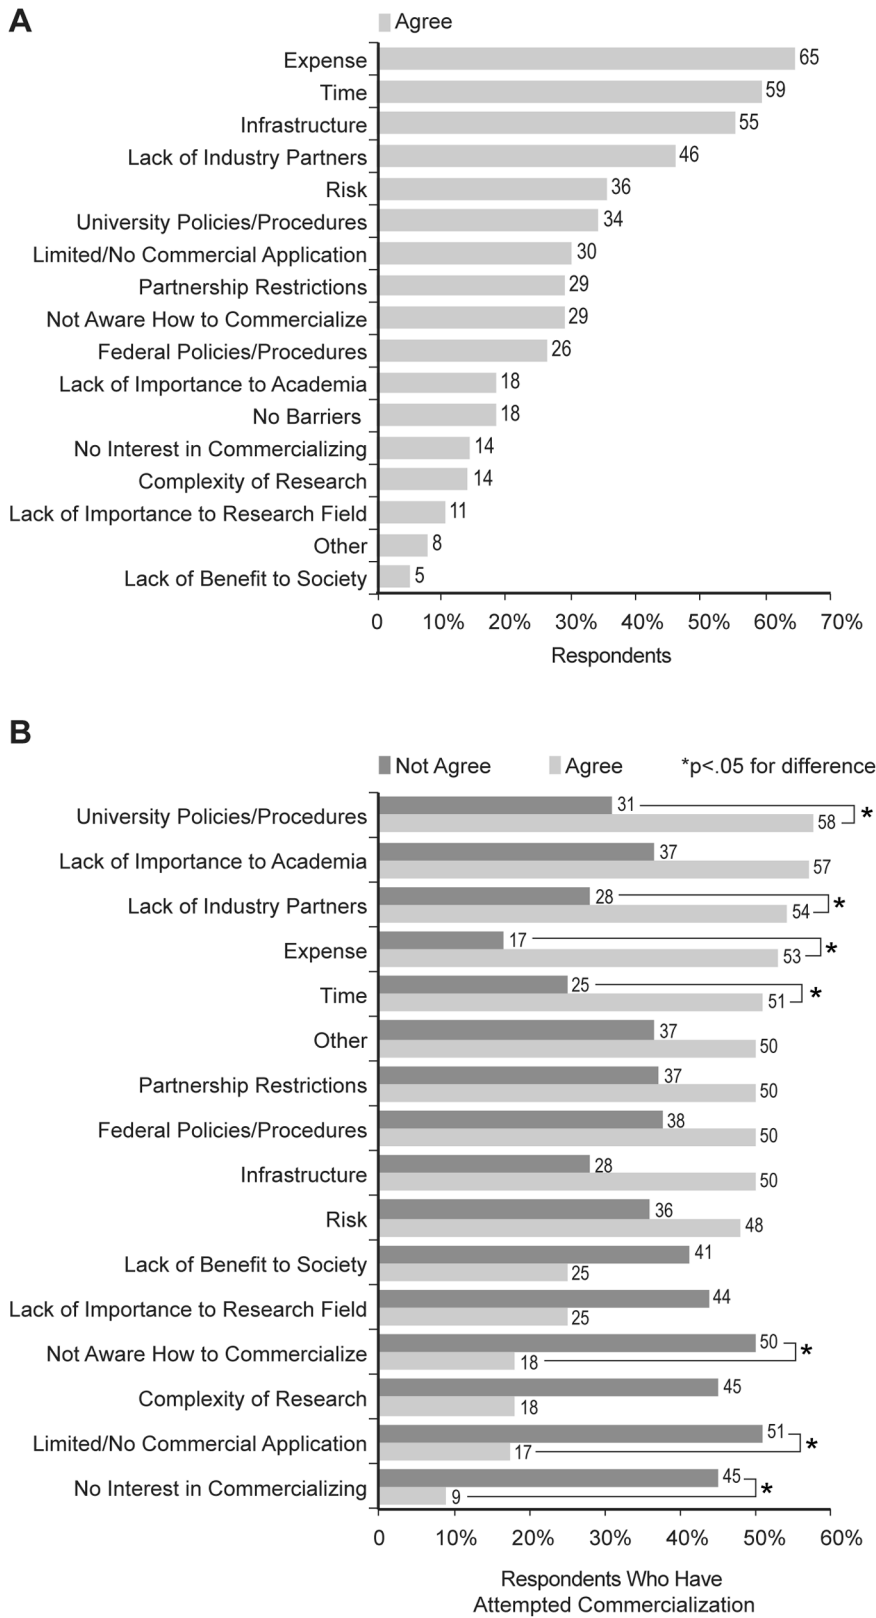 A
Agree
Expense 65
Time 59
Infrastructure 55
Lack of Industry Partners 46
Risk 36
University Policies/Procedures 34
Limited/No Commercial Application 30
Partnership Restrictions 29
Not Aware How to Commercialize 29
Federal Policies/Procedures 26
Lack of Importance to Academia 18
No Barriers 18
No Interest in Commercializing 14
Complexity of Research 14
Lack of Importance to Research Field 11
Other 8
Lack of Benefit to Society 5
0 10% 20% 30% 40% 50% 60% 70%
Respondents
B
Not Agree Agree *p<.05 for difference
31
University Policies/Procedures *
58
37
Lack of Importance to Academia
57
28
Lack of Industry Partners *
54
17
Expense *
53
25
Time *
51
37
Other
50
37
Partnership Restrictions
50
38
Federal Policies/Procedures
50
28
Infrastructure
50
36
Risk
48
41
Lack of Benefit to Society
25
44
Lack of Importance to Research Field
25
50
Not Aware How to Commercialize *
18
45
Complexity of Research
18
51
Limited/No Commercial Application *
17
45
No Interest in Commercializing *
9
0 10% 20% 30% 40% 50% 60%
Respondents Who Have
Attempted Commercialization